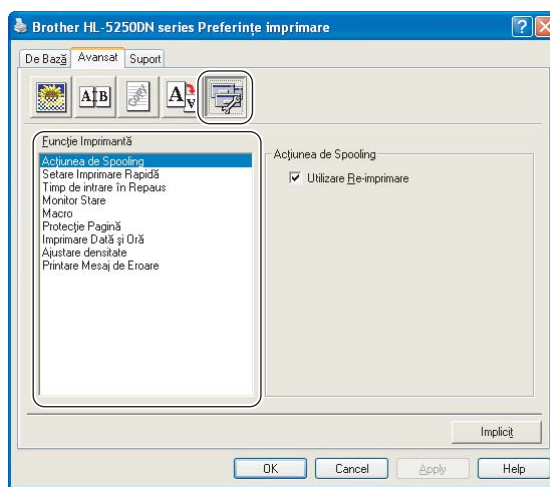 Brother HL-5250DN series Preferințe imprimare
De Bază Avansat Suport
Funcție Imprimantă
Acțiunea de Spooling
Setare Imprimare Rapidă
Timp de intrare în Repaus
Monitor Stare
Macro
Protecție Pagină
Imprimare Dată și Oră
Ajustare densitate
Printare Mesaj de Eroare
Acțiunea de Spooling
Utilizare Re-imprimare
Implicit
OK Cancel Apply Help